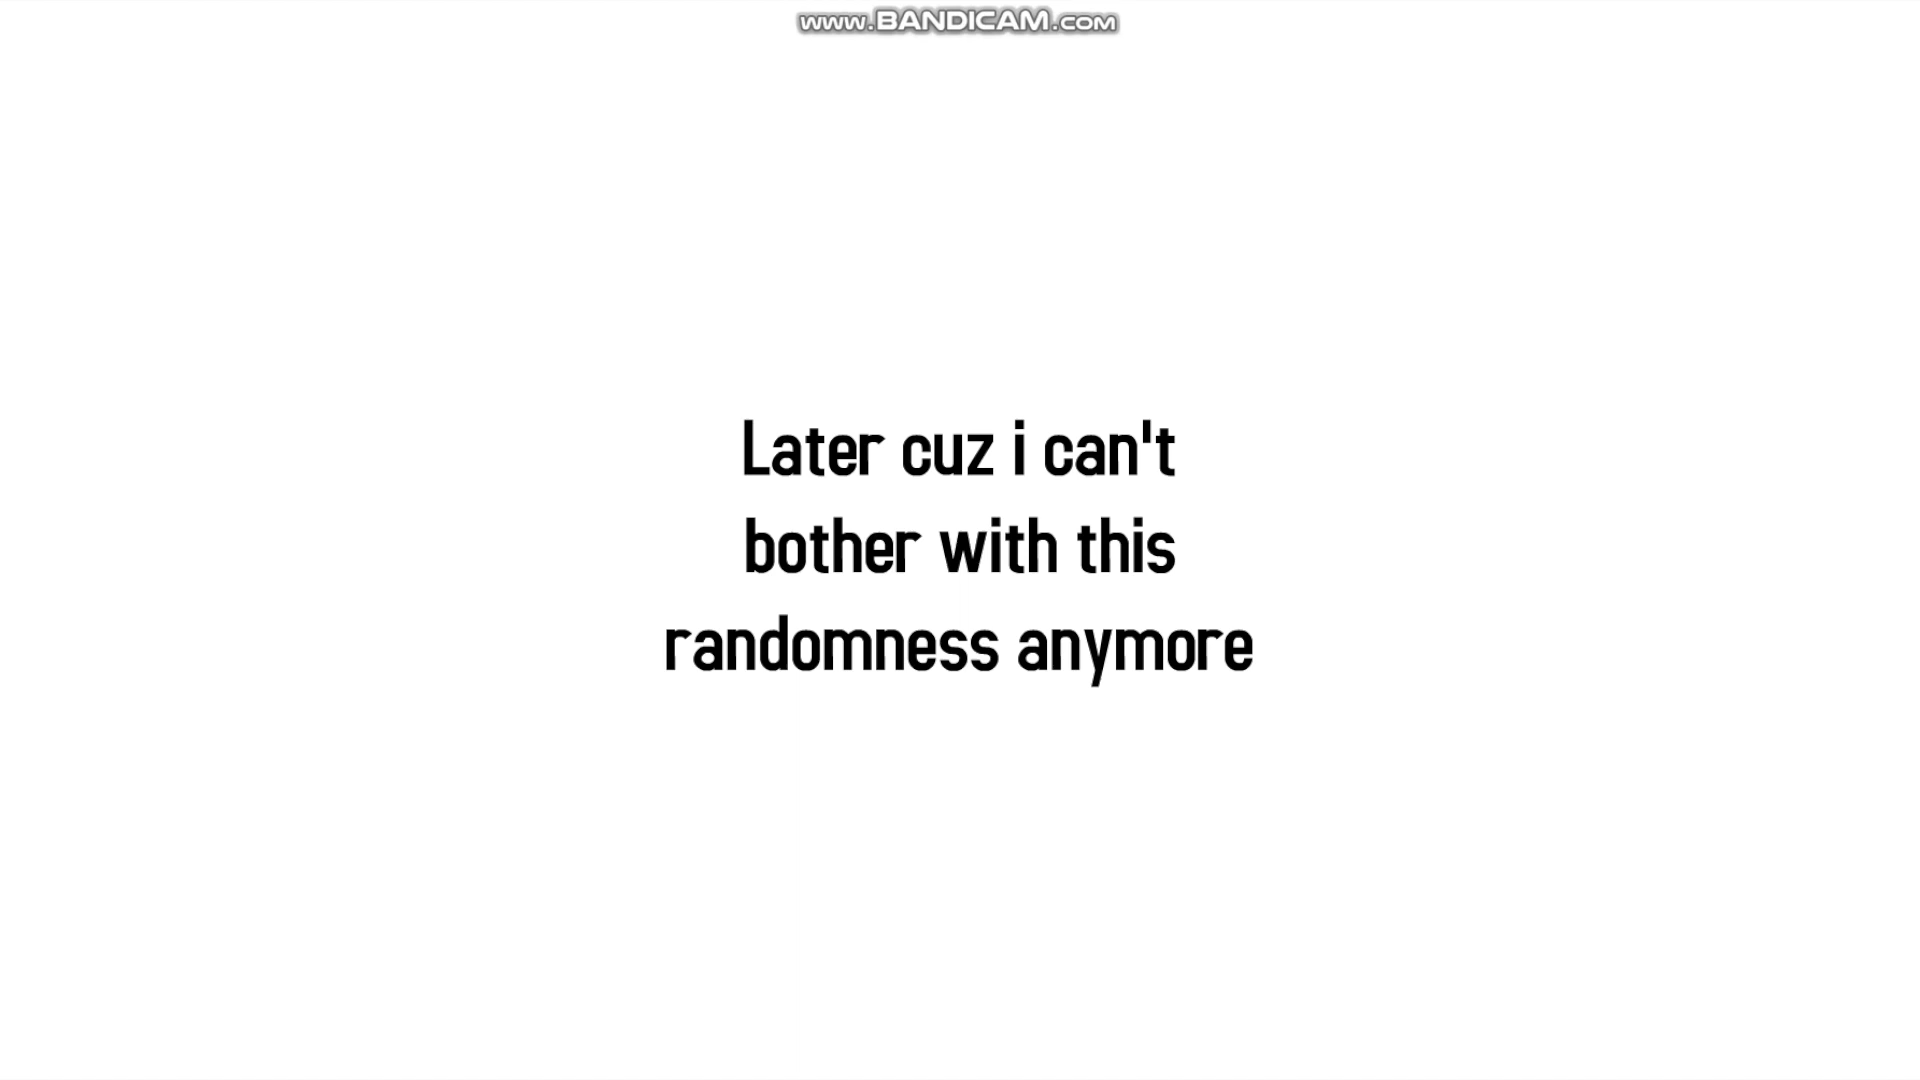 www.BANDICAM.com
Later cuz i can't
bother with this
randomness anymore